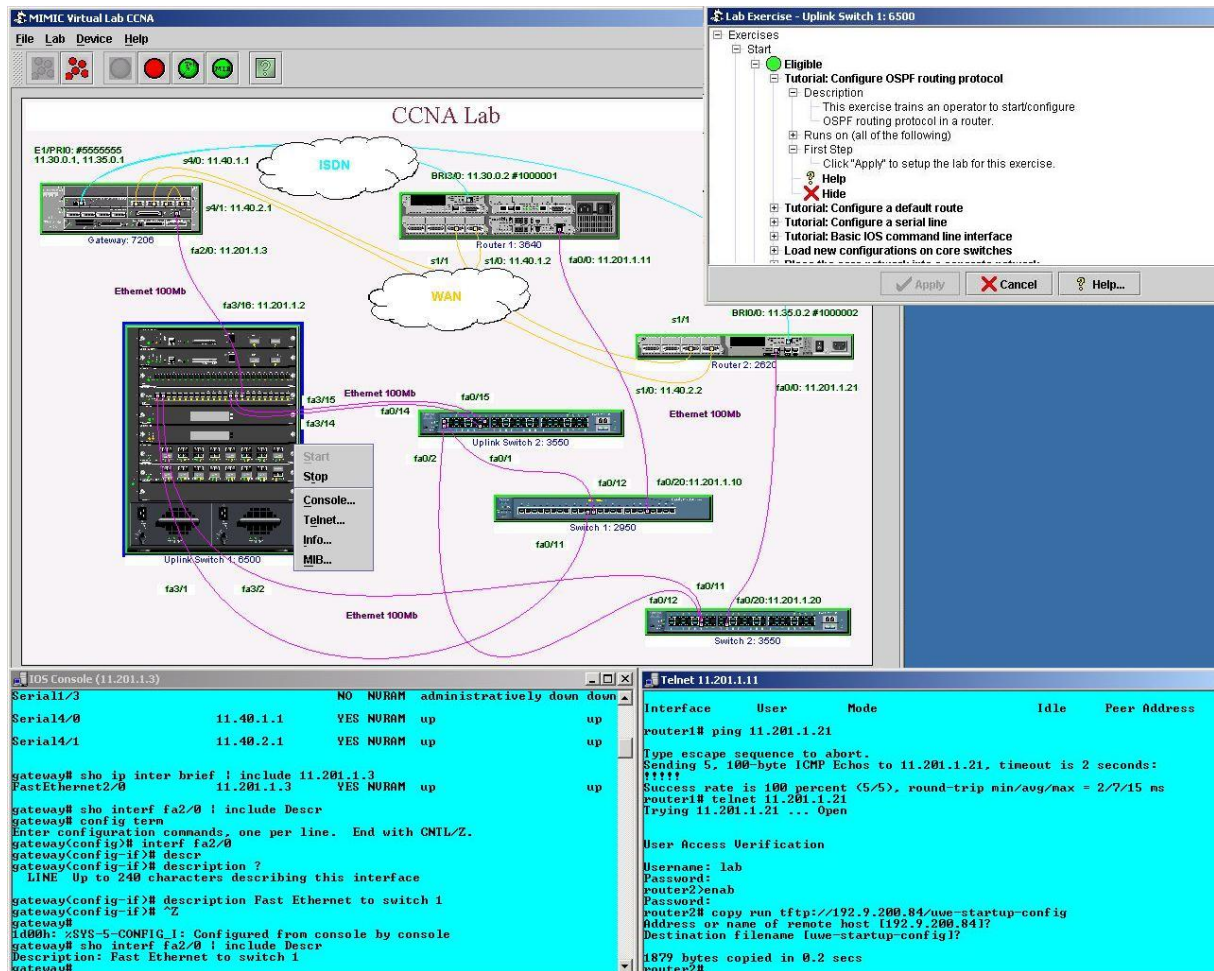 MIMIC Virtual Lab CCNA
File Lab Device Help
CCNA Lab
E1/PRI0: #5555555
11.30.0.1, 11.35.0.1
s4/0: 11.40.1.1
ISDN
BRI3/0: 11.30.0.2 #1000001
s4/1: 11.40.2.1
Gateway: 7206
fa2/0: 11.201.1.3
Router 1: 3640
s1/1
s1/0: 11.40.1.2
fa0/0: 11.201.1.11
WAN
Ethernet 100Mb
fa3/16: 11.201.1.2
s1/1
BRI0/0: 11.35.0.2 #1000002
Router 2: 2620
s1/0: 11.40.2.2
fa0/0: 11.201.1.21
Ethernet 100Mb
fa3/15
Ethernet 100Mb
fa0/15
fa0/14
fa3/14
Uplink Switch 2: 3550
fa0/2
fa0/1
fa0/12
fa0/20:11.201.1.10
Switch 1: 2950
fa0/11
Start
Stop
Console...
Telnet...
Info...
MIB...
Uplink Switch 1: 6500
fa3/1
fa3/2
Ethernet 100Mb
fa0/11
fa0/12
fa0/20:11.201.1.20
Switch 2: 3550
Lab Exercise - Uplink Switch 1: 6500
Exercises
Start
Eligible
Tutorial: Configure OSPF routing protocol
Description
This exercise trains an operator to start/configure
OSPF routing protocol in a router.
Runs on (all of the following)
First Step
Click "Apply" to setup the lab for this exercise.
Help
Hide
Tutorial: Configure a default route
Tutorial: Configure a serial line
Tutorial: Basic IOS command line interface
Load new configurations on core switches
Apply Cancel Help...
IOS Console (11.201.1.3)
Serial1/3 NO NVRAM administratively down down
Serial4/0 11.40.1.1 YES NVRAM up up
Serial4/1 11.40.2.1 YES NVRAM up up
gateway# sho ip inter brief | include 11.201.1.3
FastEthernet2/0 11.201.1.3 YES NVRAM up up
gateway# sho interf fa2/0 | include Descr
gateway# config term
Enter configuration commands, one per line. End with CNTL/Z.
gateway(config)# interf fa2/0
gateway(config-if)# descr
gateway(config-if)# description ?
LINE Up to 240 characters describing this interface
gateway(config-if)# description Fast Ethernet to switch 1
gateway(config-if)# ^Z
gateway#
1d00h: %SYS-5-CONFIG_I: Configured from console by console
gateway# sho interf fa2/0 | include Descr
Description: Fast Ethernet to switch 1
gateway#
Telnet 11.201.1.11
Interface User Mode Idle Peer Address
router1# ping 11.201.1.21
Type escape sequence to abort.
Sending 5, 100-byte ICMP Echos to 11.201.1.21, timeout is 2 seconds:
!!!!!
Success rate is 100 percent (5/5), round-trip min/avg/max = 2/7/15 ms
router1# telnet 11.201.1.21
Trying 11.201.1.21 ... Open
User Access Verification
Username: lab
Password:
router2>enab
Password:
router2# copy run tftp://192.9.200.84/uwe-startup-config
Address or name of remote host [192.9.200.84]?
Destination filename [uwe-startup-config]?
1879 bytes copied in 0.2 secs
router2#